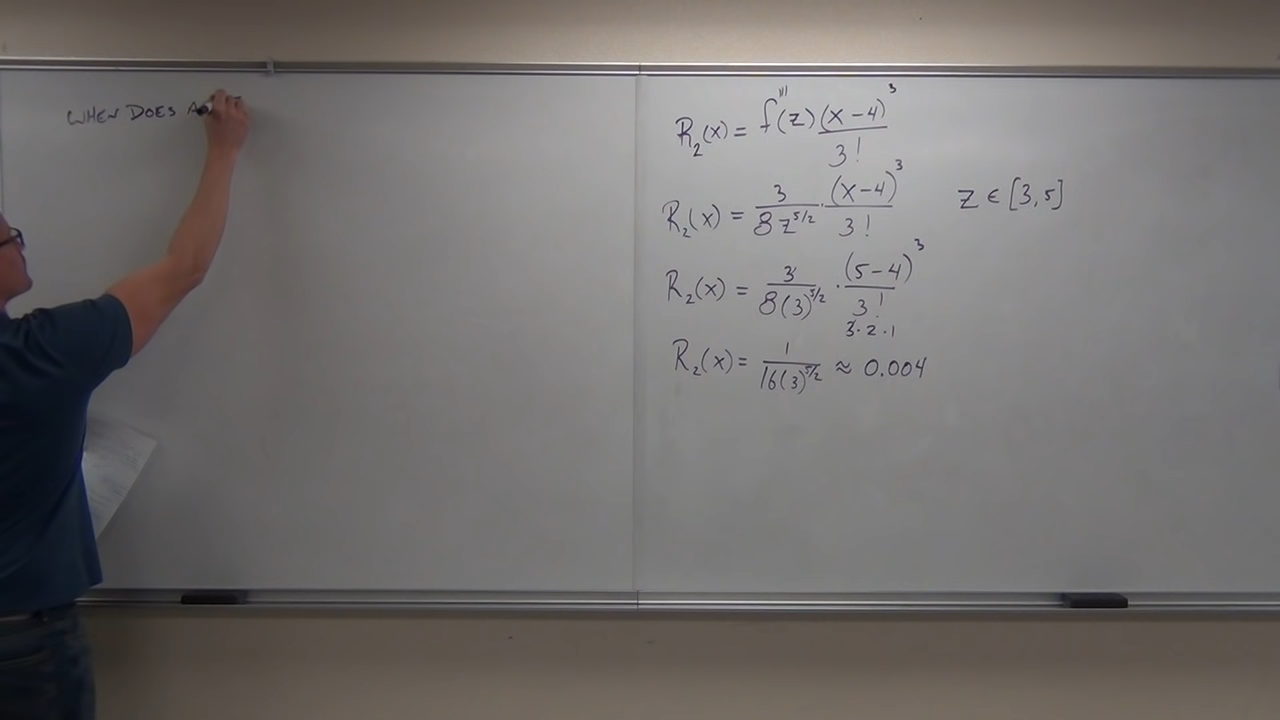 WHEN DOES A
R₂(x) = f'''(z) (x-4)³/3!
R₂(x) = 3/(8z^(5/2)) · (x-4)³/3!    z ∈ [3,5]
R₂(x) = 3/(8(3)^(5/2)) · (5-4)³/3!
3·2·1
R₂(x) = 1/(16(3)^(5/2)) ≈ 0.004